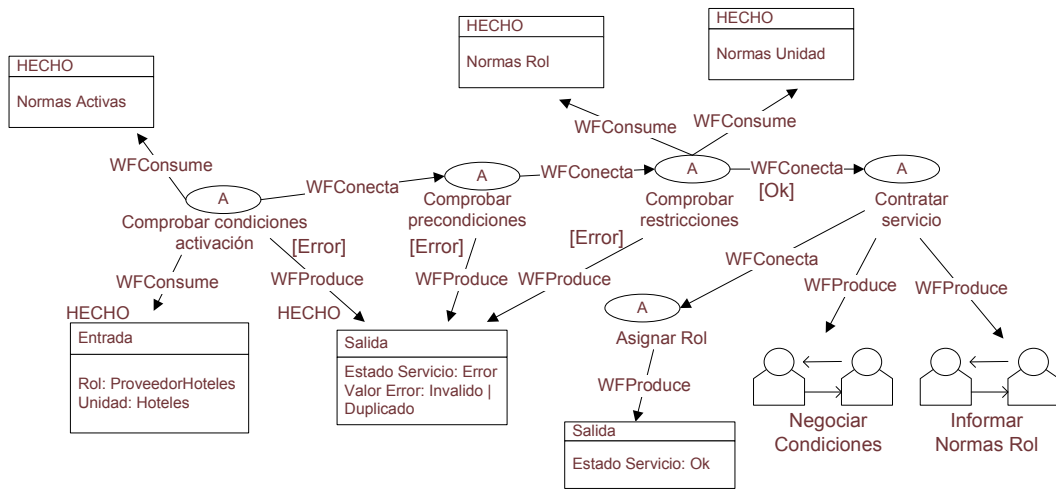 HECHO
Normas Rol
HECHO
Normas Unidad
HECHO
Normas Activas
WFConsume
WFConsume
WFConsume
A
WFConecta
A
WFConecta
A
WFConecta
[Ok]
A
Comprobar condiciones
activación
Comprobar
precondiciones
Comprobar
restricciones
Contratar
servicio
[Error]
[Error]
[Error]
WFConsume
WFProduce
WFProduce
WFProduce
WFConecta
WFProduce
WFProduce
HECHO
Entrada
Rol: ProveedorHoteles
Unidad: Hoteles
HECHO
Salida
Estado Servicio: Error
Valor Error: Invalido |
Duplicado
A
Asignar Rol
WFProduce
Salida
Estado Servicio: Ok
Negociar
Condiciones
Informar
Normas Rol